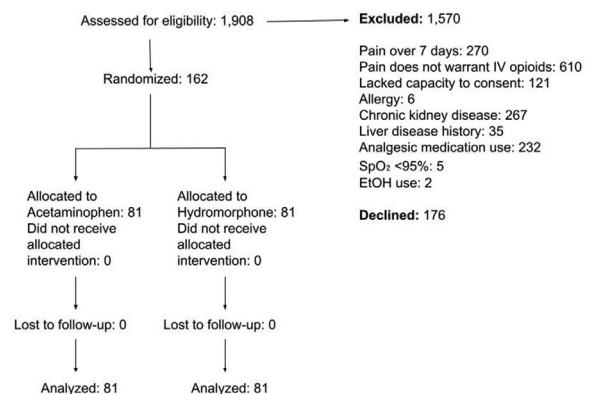 Assessed for eligibility: 1,908
Excluded: 1,570
Pain over 7 days: 270
Pain does not warrant IV opioids: 610
Lacked capacity to consent: 121
Allergy: 6
Chronic kidney disease: 267
Liver disease history: 35
Analgesic medication use: 232
SpO₂ <95%: 5
EtOH use: 2
Declined: 176
Randomized: 162
Allocated to
Acetaminophen: 81
Did not receive
allocated
intervention: 0
Allocated to
Hydromorphone: 81
Did not receive
allocated
intervention: 0
Lost to follow-up: 0
Lost to follow-up: 0
Analyzed: 81
Analyzed: 81